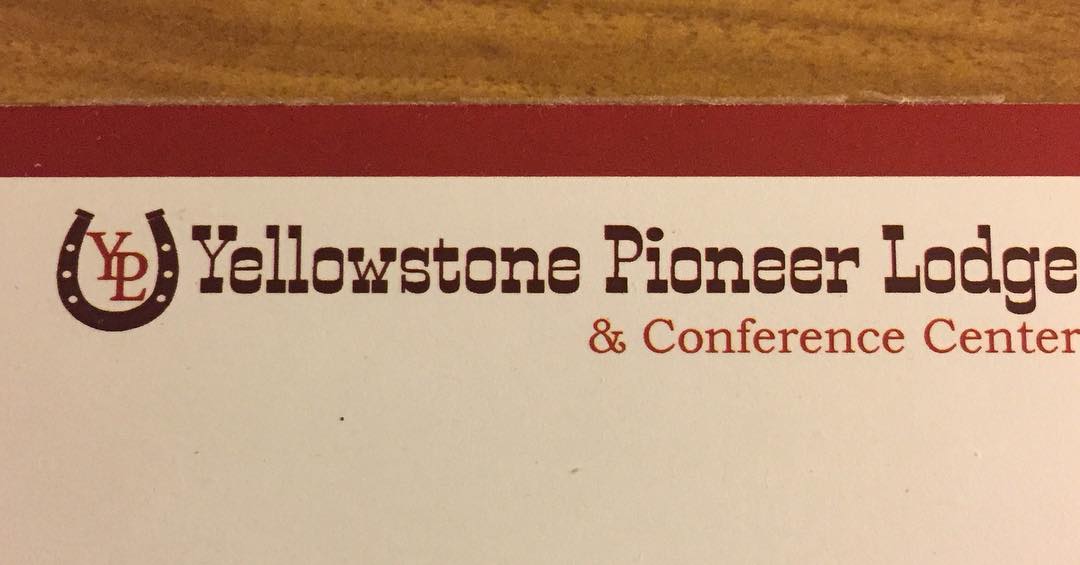 YPL
Yellowstone Pioneer Lodge
& Conference Center